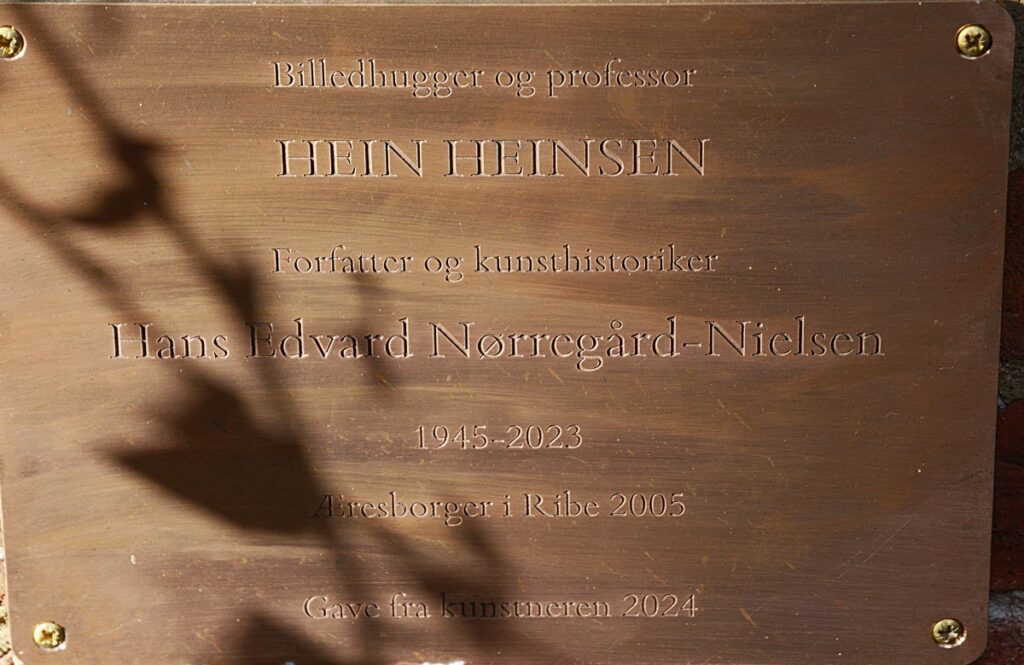 Billedhugger og professor
HEIN HEINSEN
Forfatter og kunsthistoriker
Hans Edvard Nørregård-Nielsen
1945-2023
Æresborger i Ribe 2005
Gave fra kunstneren 2024